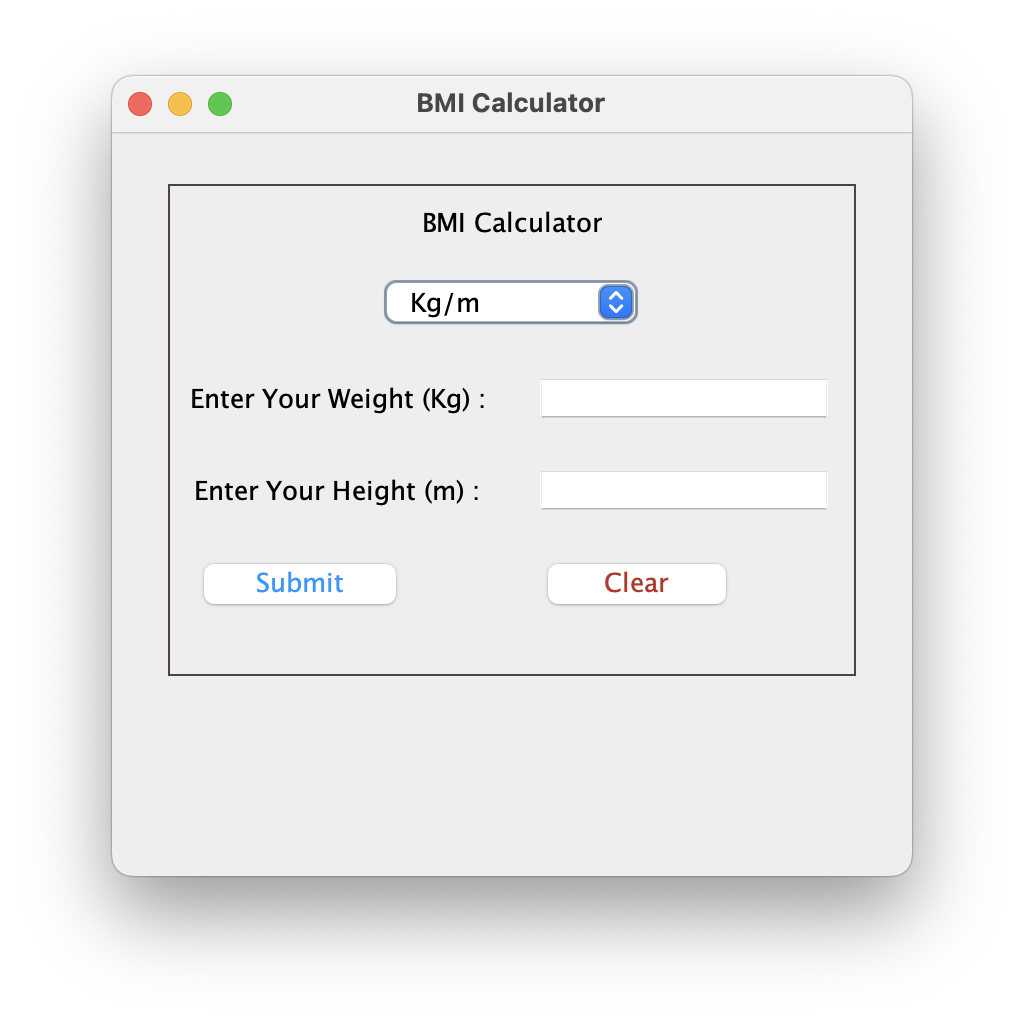 BMI Calculator
BMI Calculator
Kg/m
Enter Your Weight (Kg) :
Enter Your Height (m) :
Submit Clear